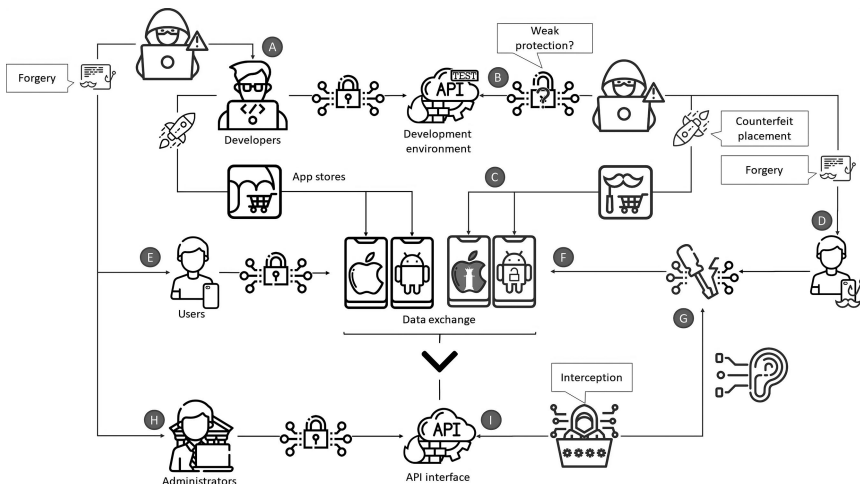 Weak
protection?
A
Forgery
TEST
API
B
Counterfeit
placement
Developers
Development
environment
App stores
C
Forgery
D
E
F
Users
Data exchange
G
Interception
H
API
I
Administrators
API interface